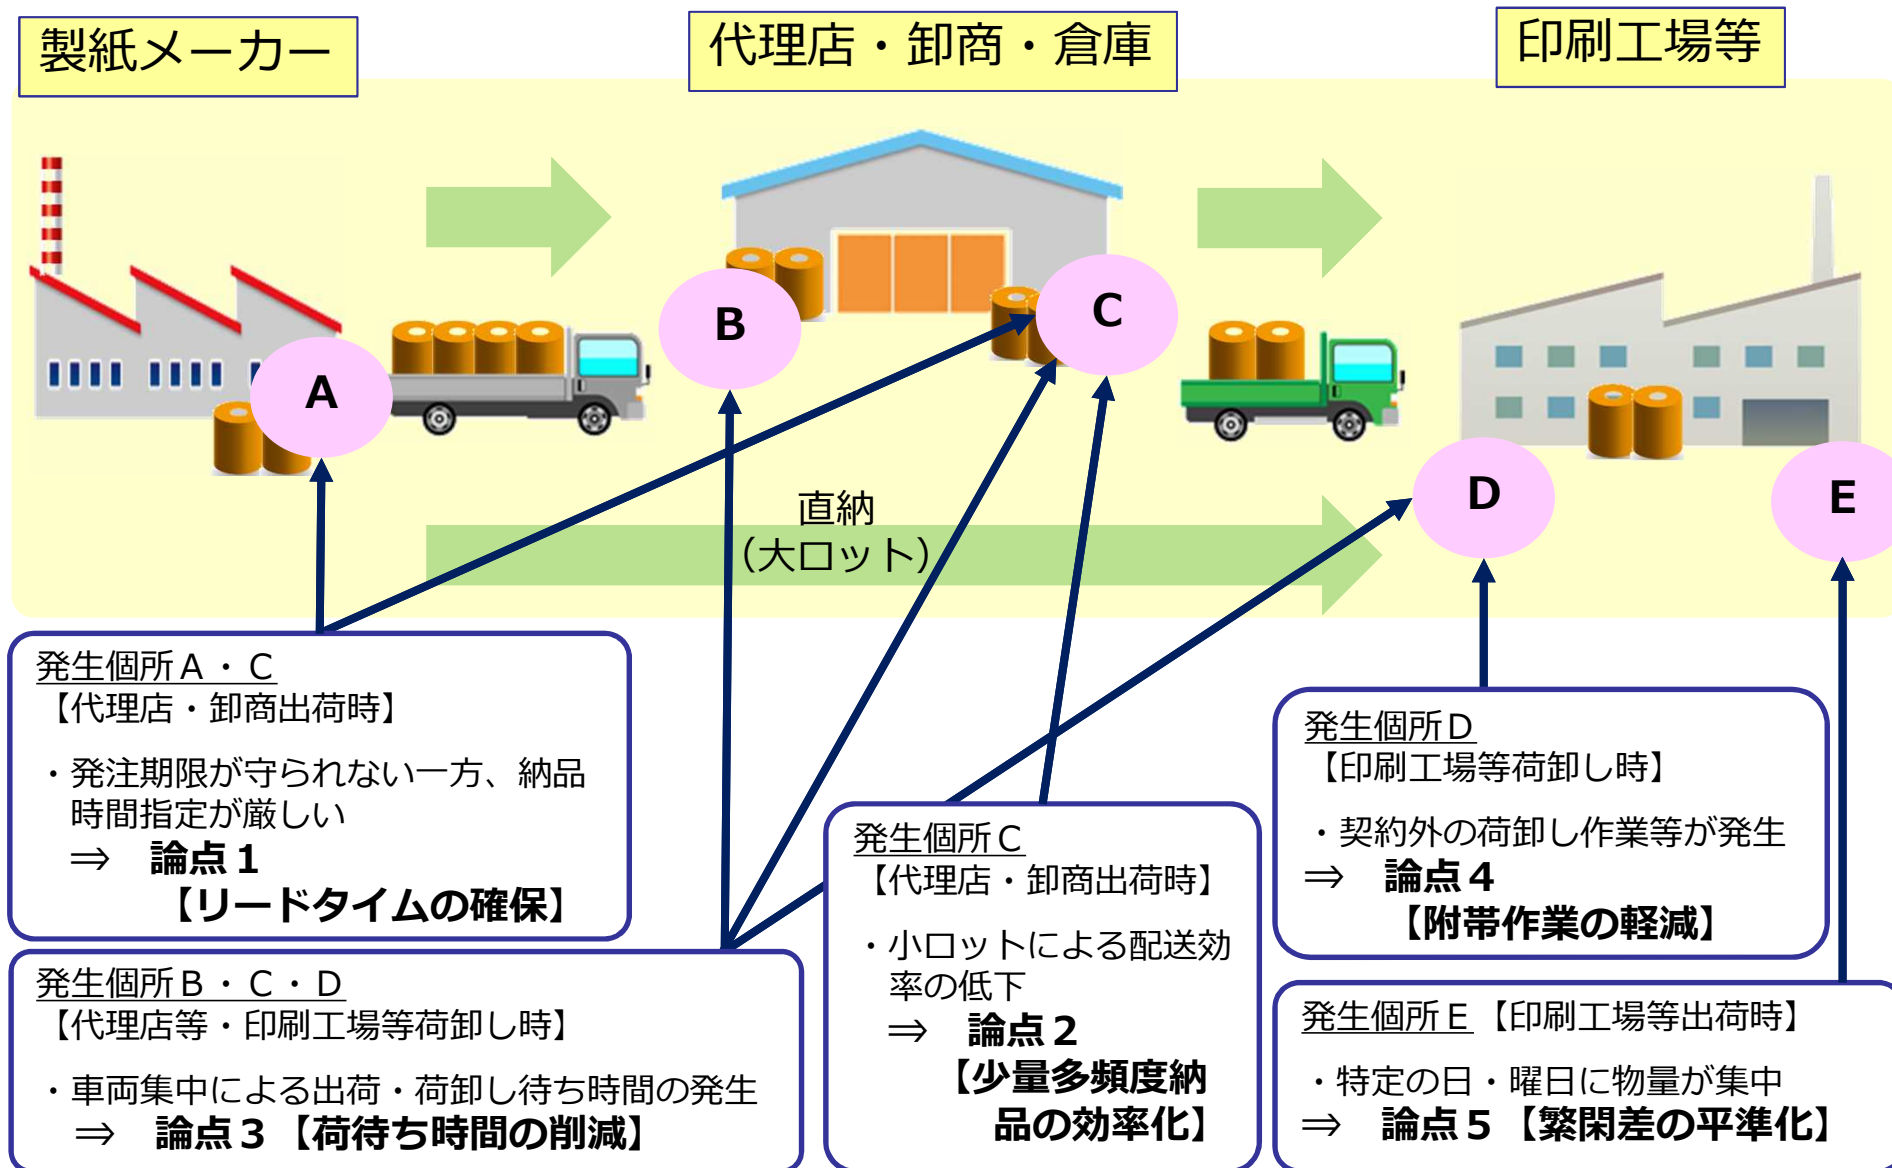 製紙メーカー
代理店・卸商・倉庫
印刷工場等
A
B
C
D
E
直納
（大ロット）
発生個所Ａ・Ｃ
【代理店・卸商出荷時】
・発注期限が守られない一方、納品
時間指定が厳しい
⇒　論点１
【リードタイムの確保】
発生個所Ｂ・Ｃ・Ｄ
【代理店等・印刷工場等荷卸し時】
・車両集中による出荷・荷卸し待ち時間の発生
⇒　論点３【荷待ち時間の削減】
発生個所Ｃ
【代理店・卸商出荷時】
・小ロットによる配送効
率の低下
⇒　論点２
【少量多頻度納
品の効率化】
発生個所Ｄ
【印刷工場等荷卸し時】
・契約外の荷卸し作業等が発生
⇒　論点４
【附帯作業の軽減】
発生個所Ｅ【印刷工場等出荷時】
・特定の日・曜日に物量が集中
⇒　論点５【繁閑差の平準化】